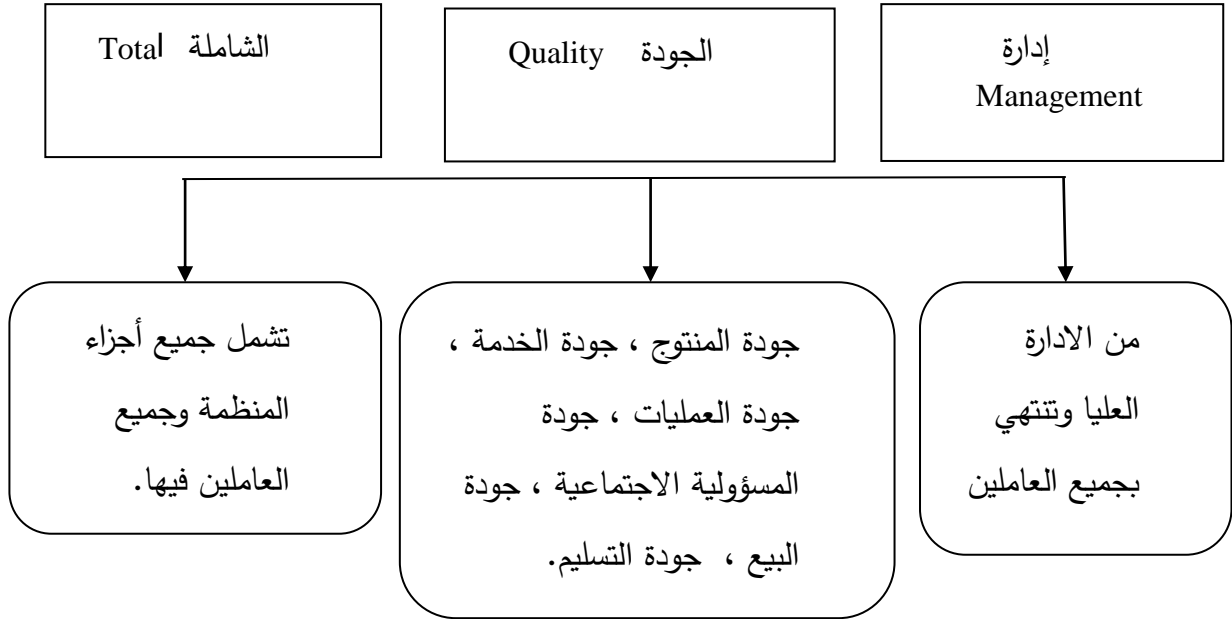 إدارة
Management
الجودة Quality
الشاملة Total
من الادارة
العليا وتنتهي
بجميع العاملين
جودة المنتوج ، جودة الخدمة ،
جودة العمليات ، جودة
المسؤولية الاجتماعية ، جودة
البيع ، جودة التسليم.
تشمل جميع أجزاء
المنظمة وجميع
العاملين فيها.